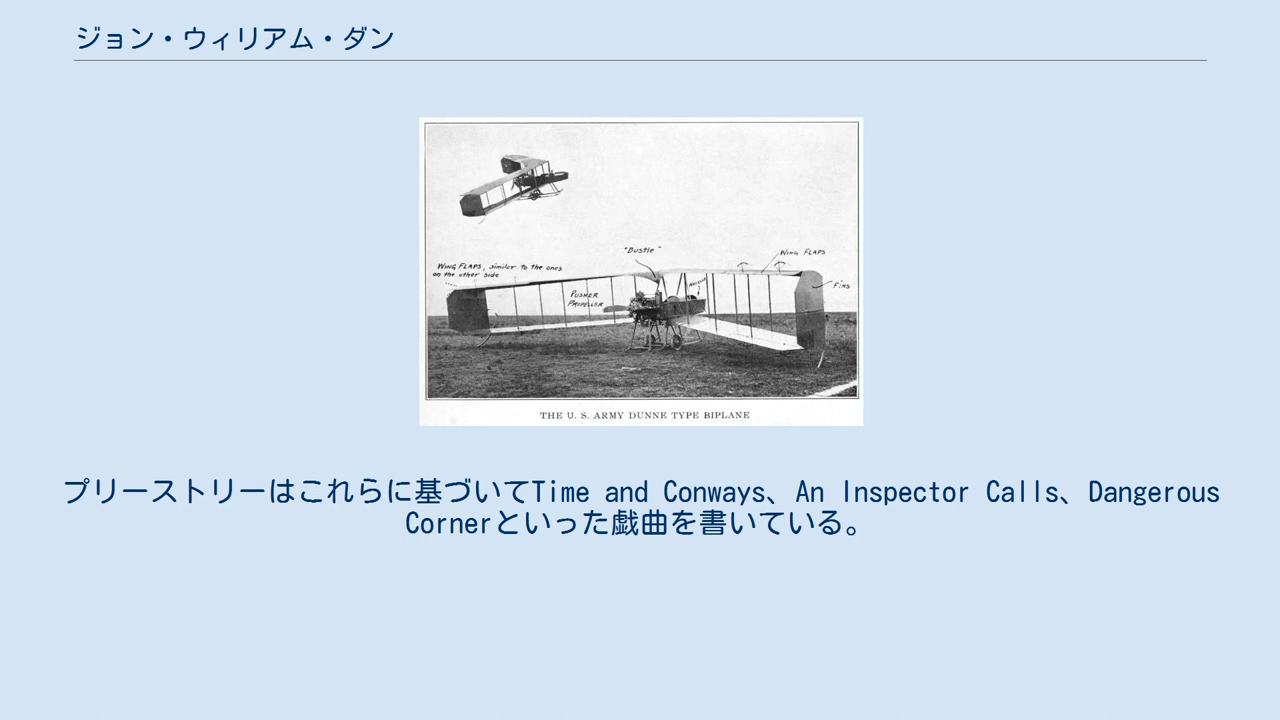 ジョン・ウィリアム・ダン
"Bustle"
WING FLAPS
WING FLAPS, similar to the ones
on the other side
FINS
PUSHER
PROPELLER
THE U. S. ARMY DUNNE TYPE BIPLANE
プリーストリーはこれらに基づいてTime and Conways、An Inspector Calls、Dangerous
Cornerといった戯曲を書いている。